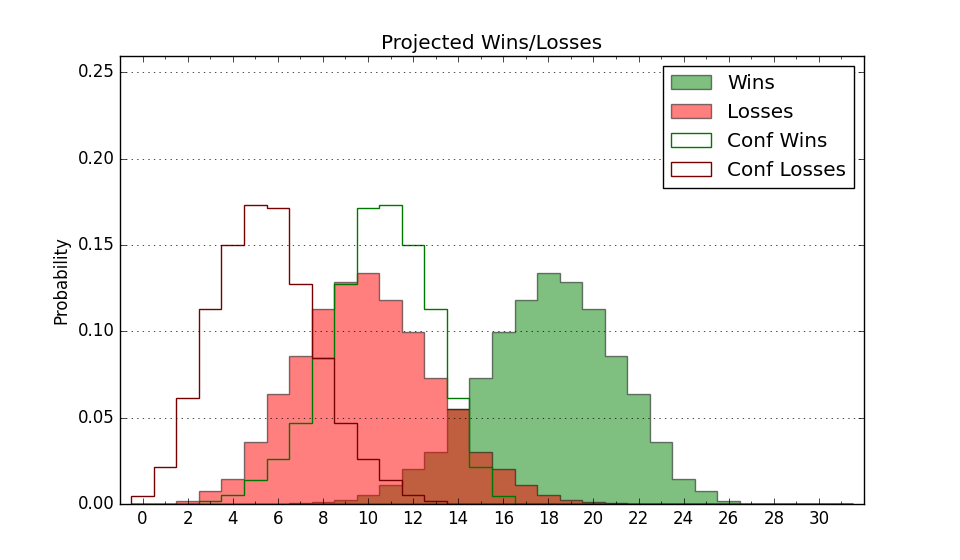 Projected Wins/Losses
Wins
Losses
Conf Wins
Conf Losses
Probability
0.25
0.20
0.15
0.10
0.05
0.00
0 2 4 6 8 10 12 14 16 18 20 22 24 26 28 30